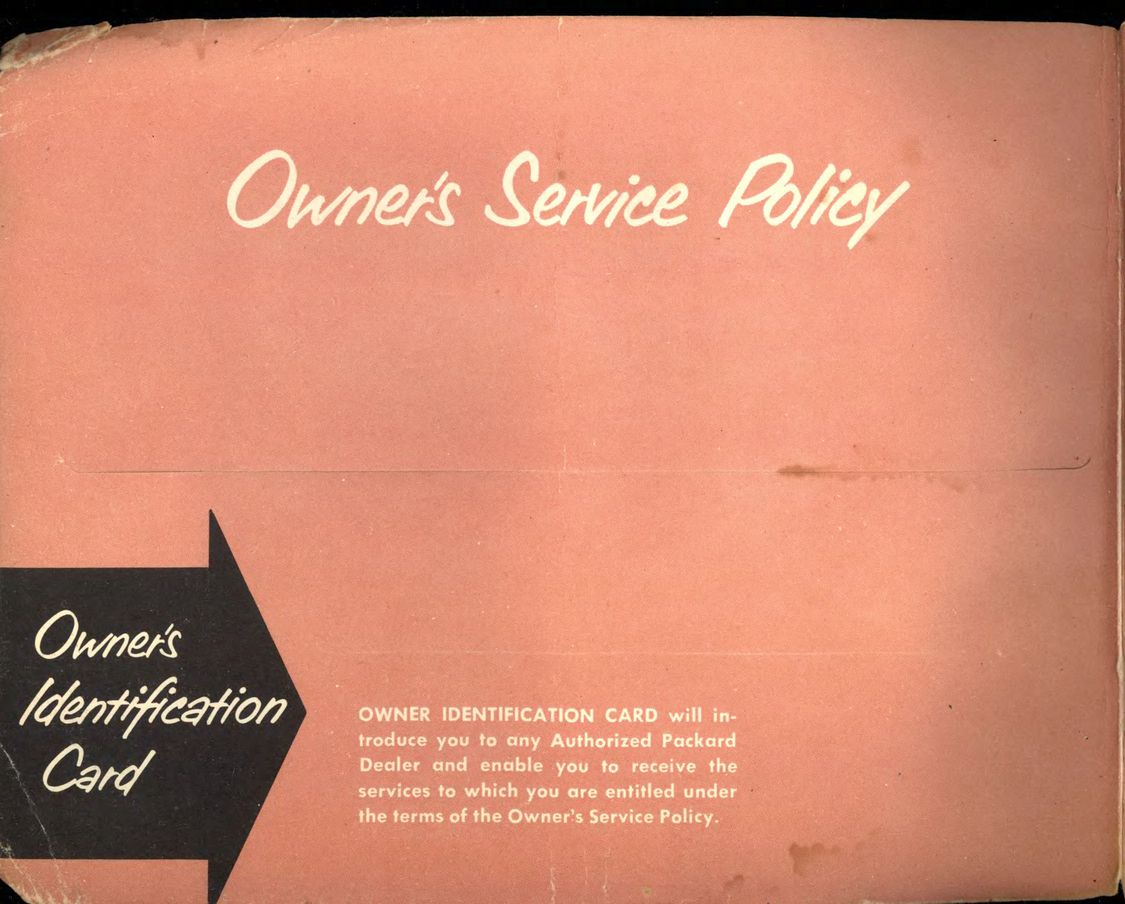 Owner's Service Policy
Owner's
Identification
Card
OWNER IDENTIFICATION CARD will in-
troduce you to any Authorized Packard
Dealer and enable you to receive the
services to which you are entitled under
the terms of the Owner's Service Policy.